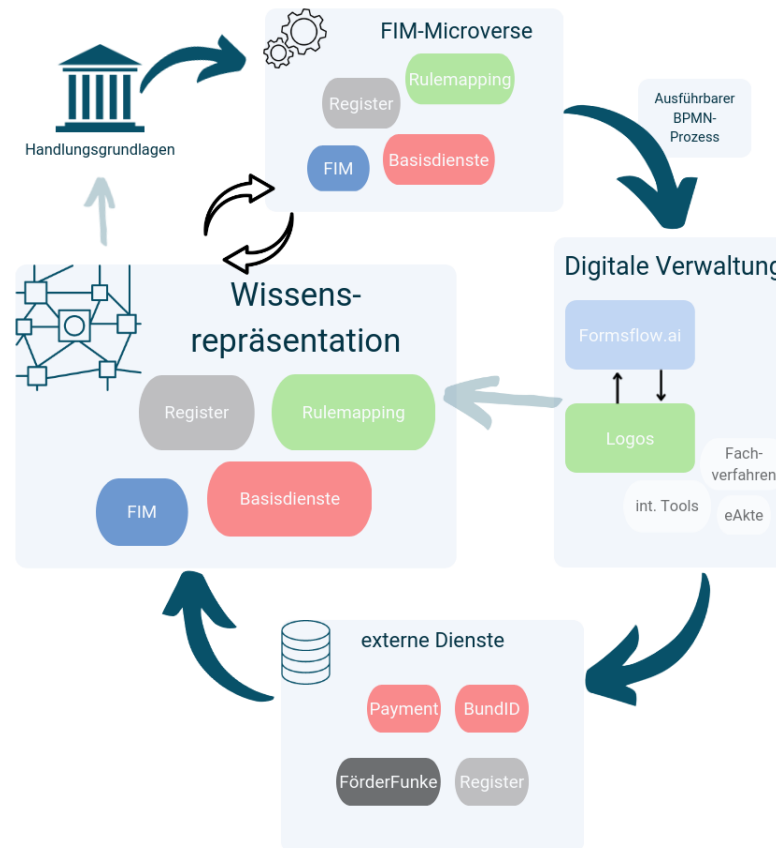 FIM-Microverse
Rulemapping
Register
Basisdienste
FIM
Handlungsgrundlagen
Ausführbarer
BPMN-
Prozess
Wissens-
repräsentation
Register
Rulemapping
Basisdienste
FIM
Digitale Verwaltung
Formsflow.ai
Logos
Fach-
verfahren
int. Tools
eAkte
externe Dienste
Payment
BundID
FörderFunke
Register